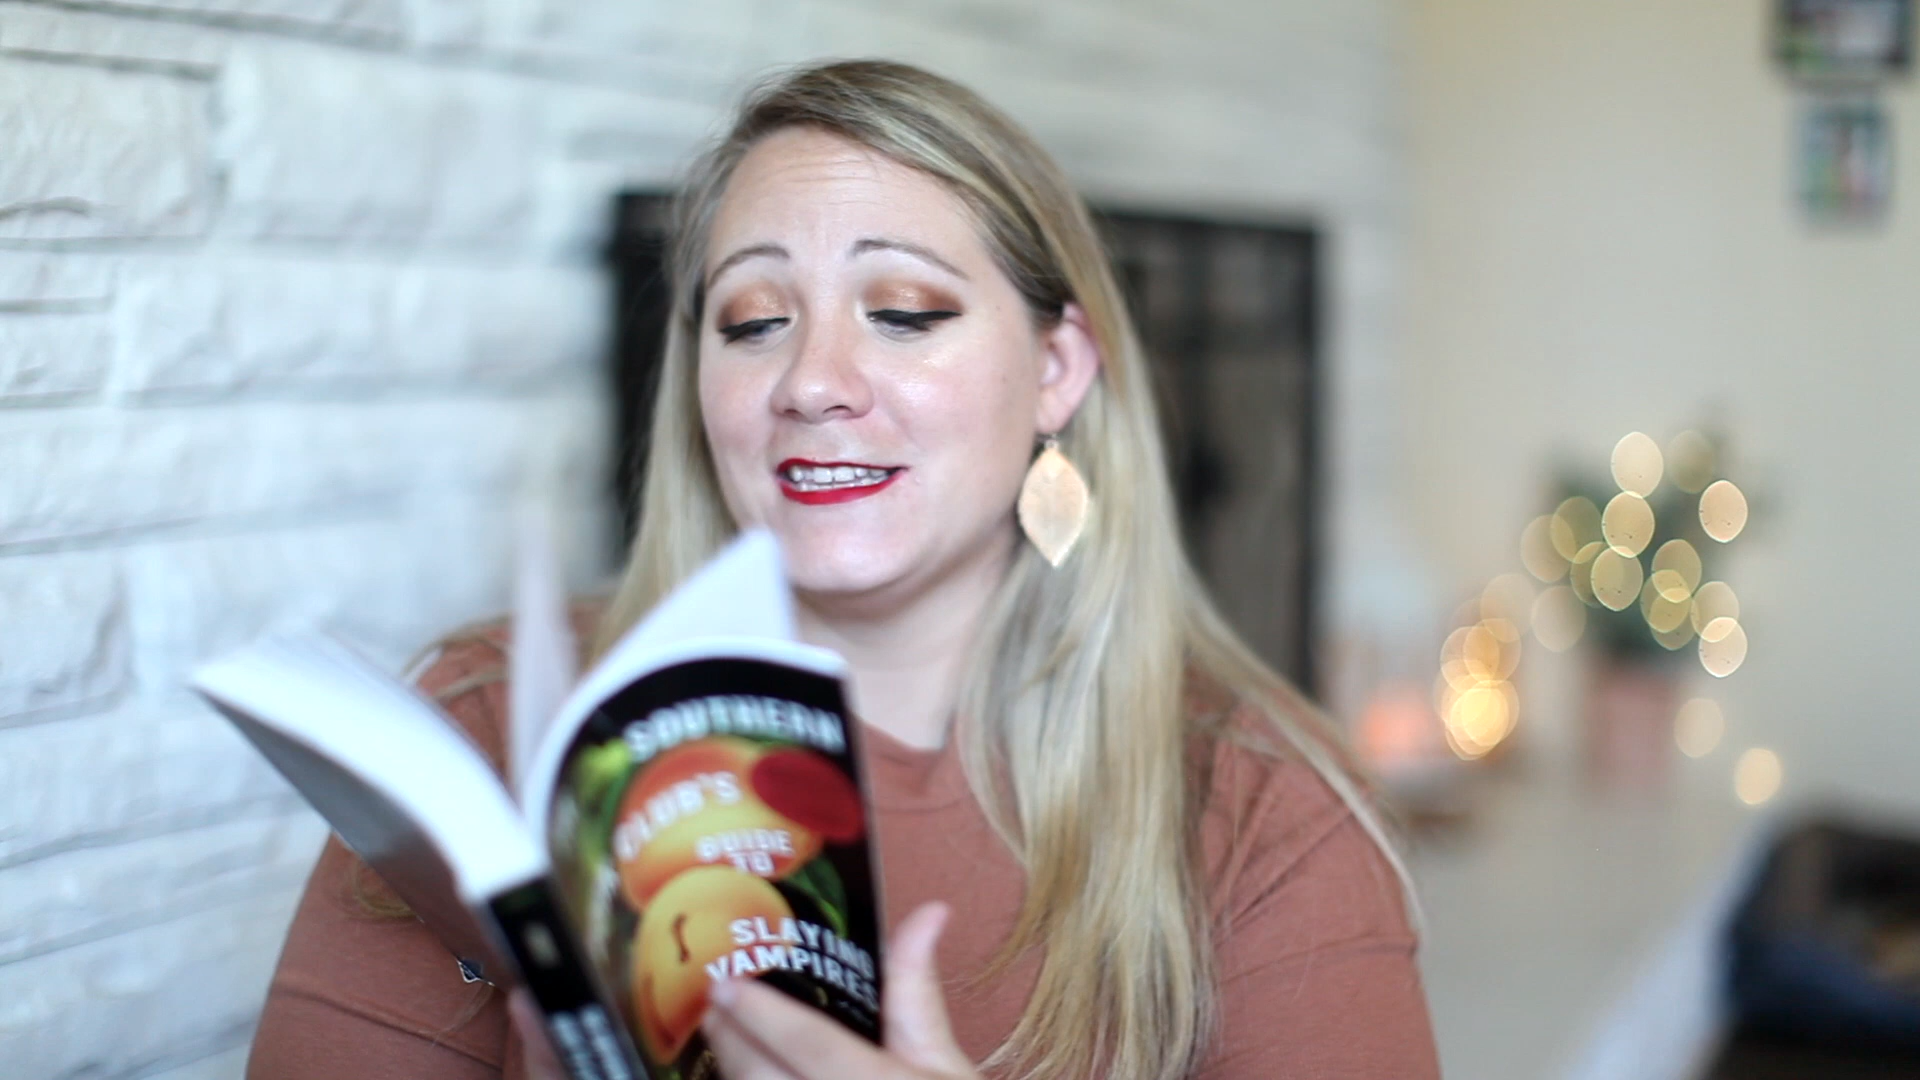 SOUTHERN
CLUB'S
GUIDE
TO
SLAYING
VAMPIRES